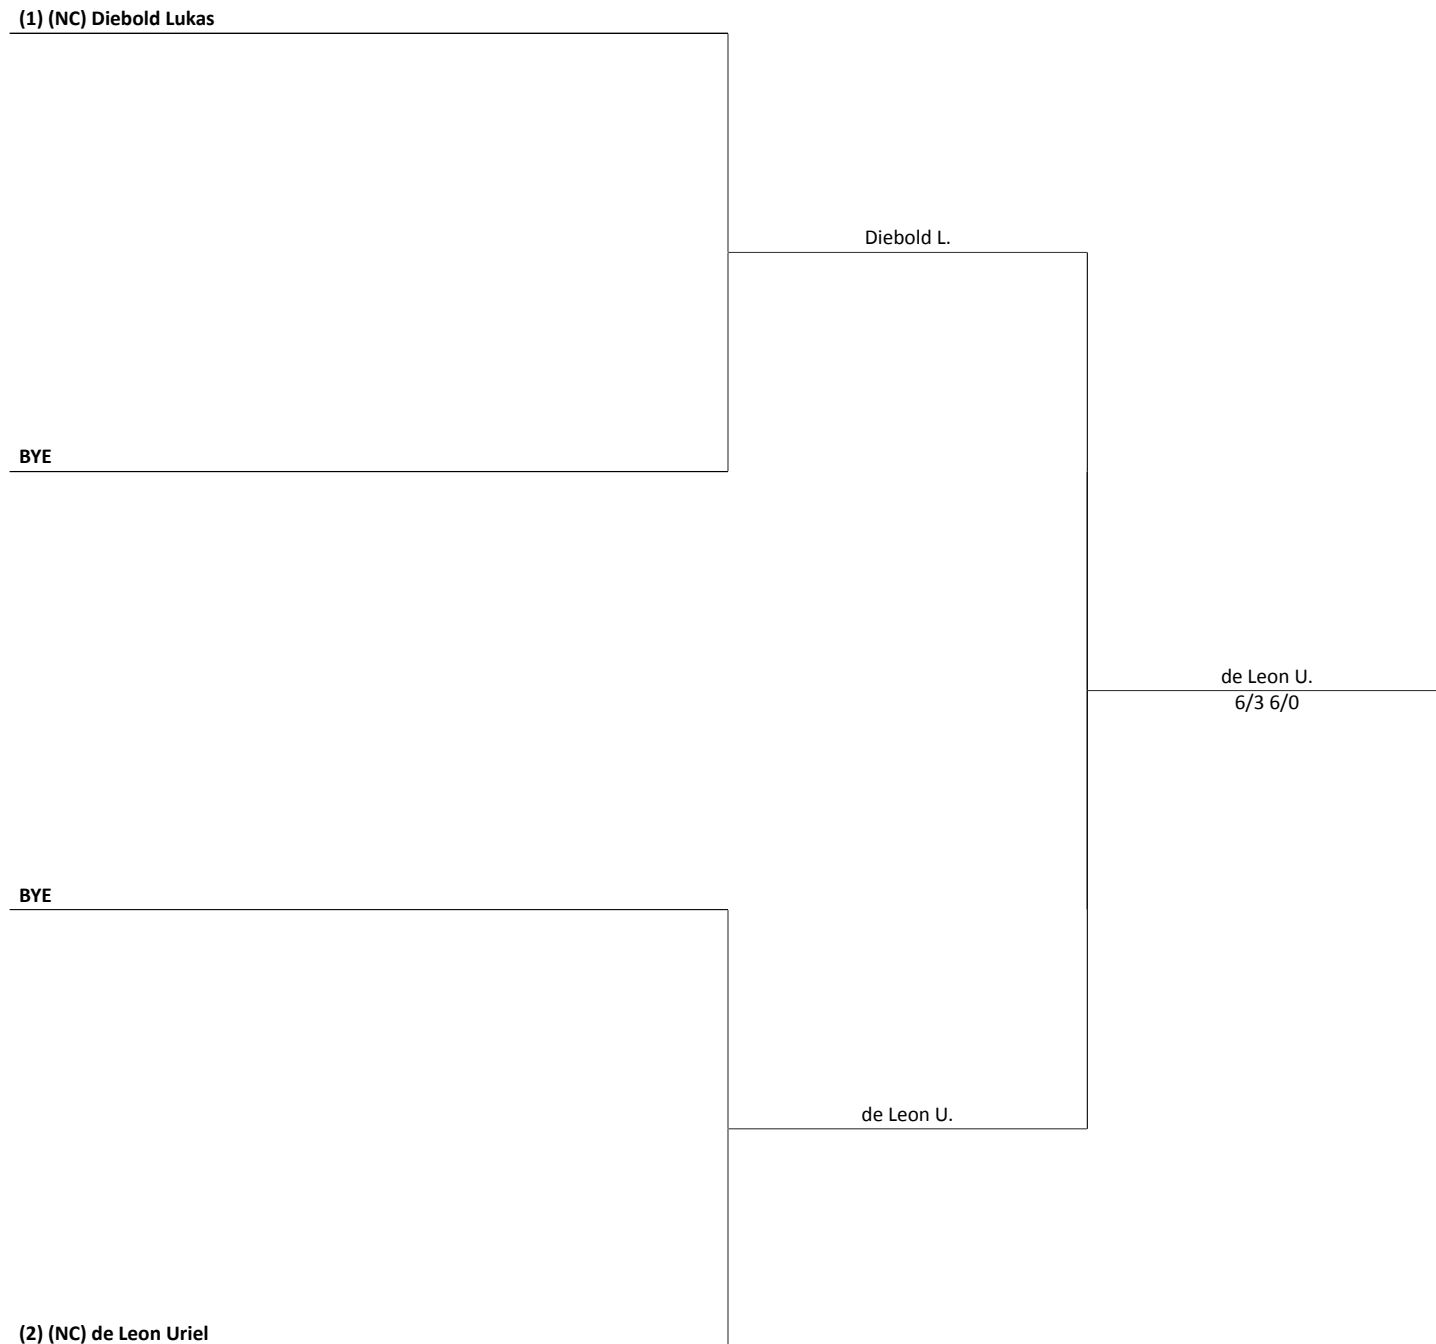 (1) (NC) Diebold Lukas
Diebold L.
BYE
de Leon U.
6/3 6/0
BYE
de Leon U.
(2) (NC) de Leon Uriel